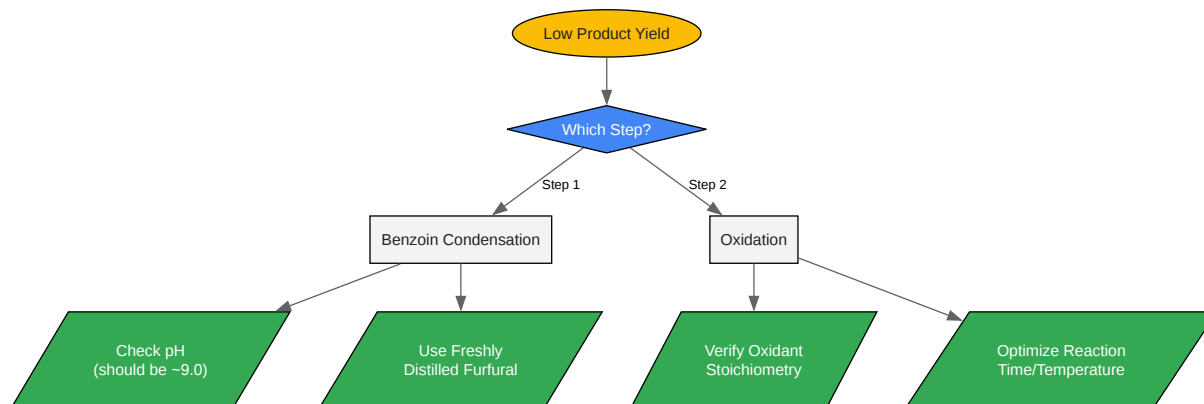 Low Product Yield
Which Step?
Step 1
Step 2
Benzoin Condensation
Oxidation
Check pH
(should be ~9.0)
Use Freshly
Distilled Furfural
Verify Oxidant
Stoichiometry
Optimize Reaction
Time/Temperature